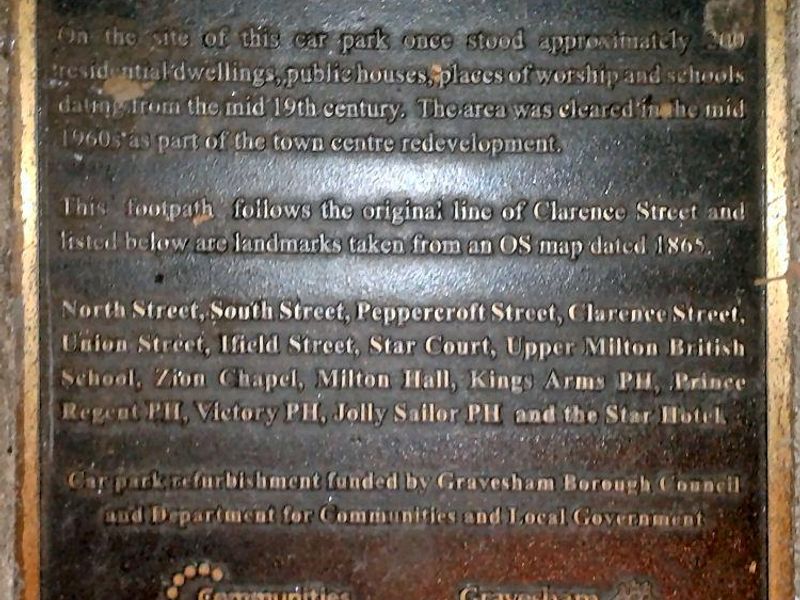 On the site of this car park once stood approximately 300
residential dwellings, public houses, places of worship and schools
dating from the mid 19th century. The area was cleared in the mid
1960s as part of the town centre redevelopment.
This footpath follows the original line of Clarence Street and
listed below are landmarks taken from an OS map dated 1865.
North Street, South Street, Peppercroft Street, Clarence Street,
Union Street, Ifield Street, Star Court, Upper Milton British
School, Zion Chapel, Milton Hall, Kings Arms PH, Prince
Regent PH, Victory PH, Jolly Sailor PH and the Star Hotel.
Car park refurbishment funded by Gravesham Borough Council
and Department for Communities and Local Government
Communities Gravesham